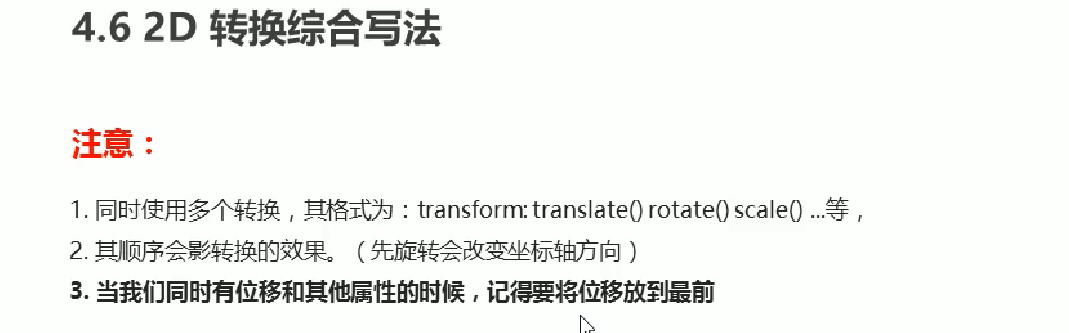 4.6 2D 转换综合写法
注意：
1. 同时使用多个转换，其格式为：transform: translate() rotate() scale() ...等，
2. 其顺序会影转换的效果。（先旋转会改变坐标轴方向）
3. 当我们同时有位移和其他属性的时候，记得要将位移放到最前